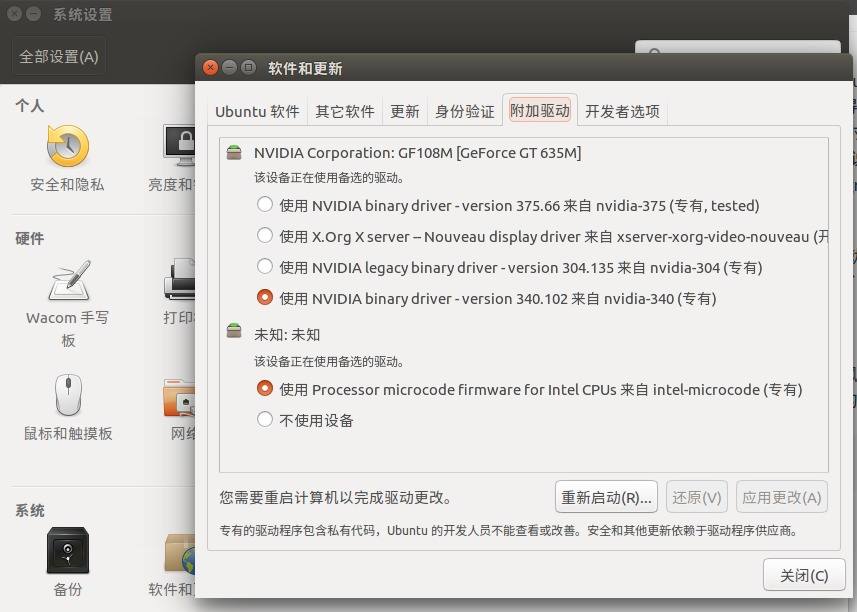 系统设置
全部设置(A)
个人
安全和隐私
亮度和
硬件
Wacom 手写
板
打印
鼠标和触摸板
网络
系统
备份
软件和
软件和更新
Ubuntu 软件 其它软件 更新 身份验证 附加驱动 开发者选项
NVIDIA Corporation: GF108M [GeForce GT 635M]
该设备正在使用备选的驱动。
使用 NVIDIA binary driver - version 375.66 来自 nvidia-375 (专有, tested)
使用 X.Org X server -- Nouveau display driver 来自 xserver-xorg-video-nouveau (开
使用 NVIDIA legacy binary driver - version 304.135 来自 nvidia-304 (专有)
使用 NVIDIA binary driver - version 340.102 来自 nvidia-340 (专有)
未知: 未知
该设备正在使用备选的驱动。
使用 Processor microcode firmware for Intel CPUs 来自 intel-microcode (专有)
不使用设备
您需要重启计算机以完成驱动更改。
重新启动(R)... 还原(V) 应用更改(A)
专有的驱动程序包含私有代码，Ubuntu 的开发人员不能查看或改善。安全和其他更新依赖于驱动程序供应商。
关闭(C)